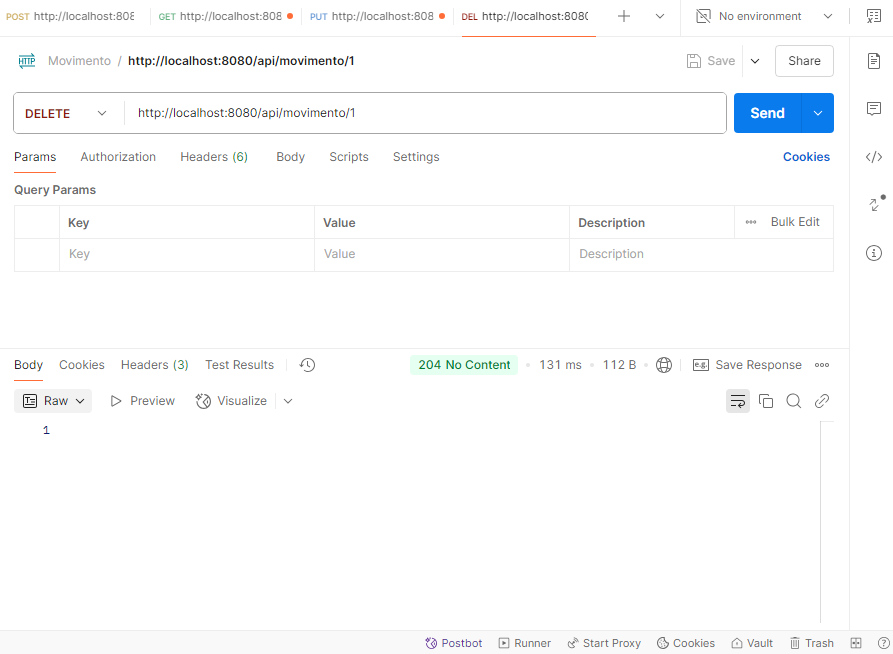 POST http://localhost:808 GET http://localhost:808 PUT http://localhost:808 DEL http://localhost:8080 No environment
HTTP Movimento / http://localhost:8080/api/movimento/1 Save Share
DELETE http://localhost:8080/api/movimento/1 Send
Params Authorization Headers (6) Body Scripts Settings Cookies
Query Params
Key Value Description Bulk Edit
Key Value Description
Body Cookies Headers (3) Test Results 204 No Content 131 ms 112 B e.g. Save Response
Raw Preview Visualize
1
Postbot Runner Start Proxy Cookies Vault Trash